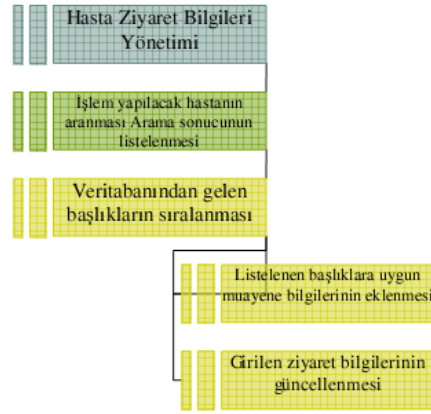 Hasta Ziyaret Bilgileri
Yönetimi
İşlem yapılacak hastanın
aranması Arama sonucunun
listelenmesi
Veritabanından gelen
başlıkların sıralanması
Listelenen başlıklara uygun
muayene bilgilerinin eklenmesi
Girilen ziyaret bilgilerinin
güncellenmesi